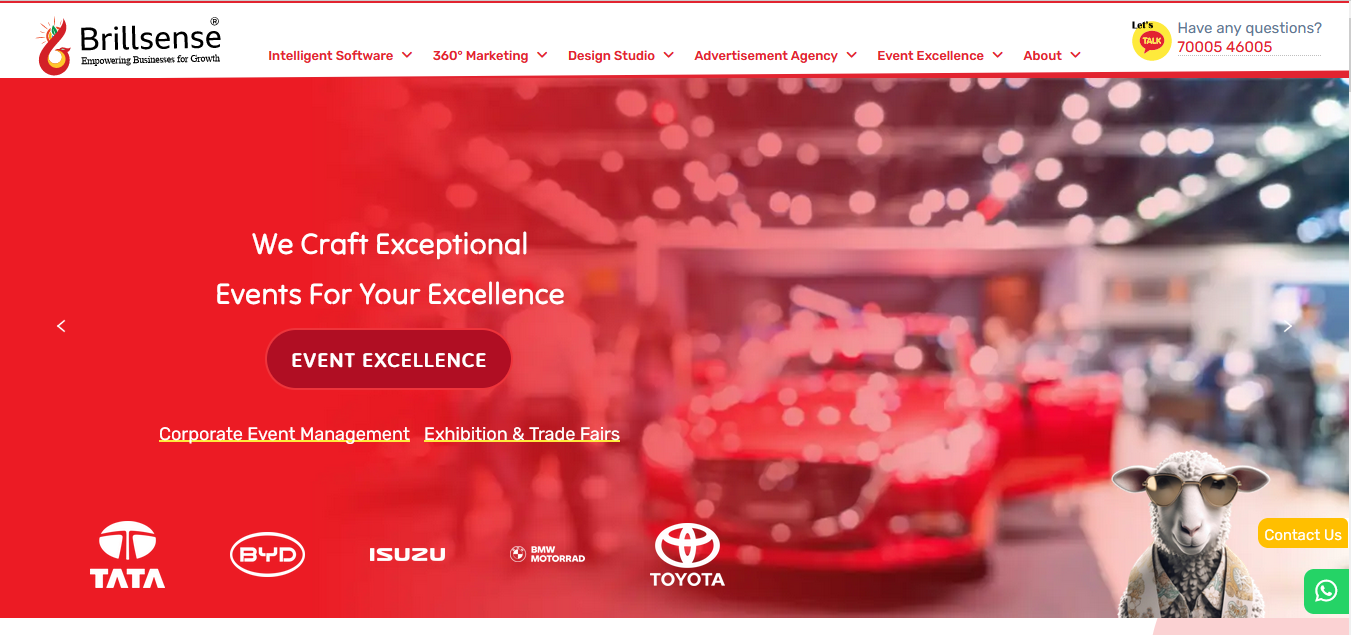 Brillsense®
Empowering Businesses for Growth
Intelligent Software
360° Marketing
Design Studio
Advertisement Agency
Event Excellence
About
Let's
TALK
Have any questions?
70005 46005
We Craft Exceptional
Events For Your Excellence
EVENT EXCELLENCE
Corporate Event Management
Exhibition & Trade Fairs
TATA
BYD
ISUZU
BMW
MOTORRAD
TOYOTA
Contact Us